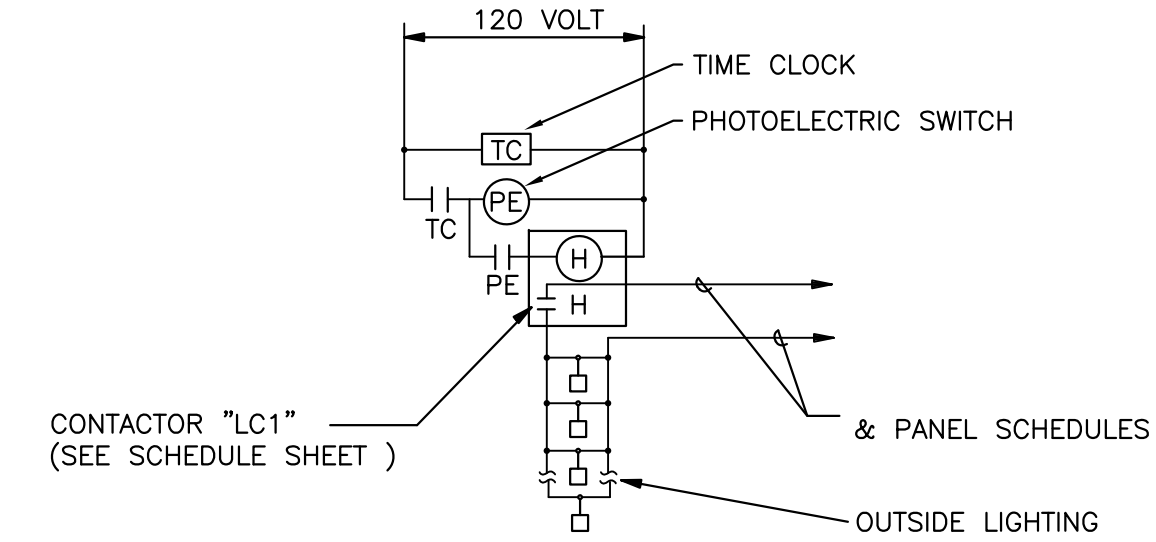 120 VOLT
TIME CLOCK
PHOTOELECTRIC SWITCH
TC
PE
TC
H
PE
H
CONTACTOR "LC1"
(SEE SCHEDULE SHEET )
& PANEL SCHEDULES
OUTSIDE LIGHTING